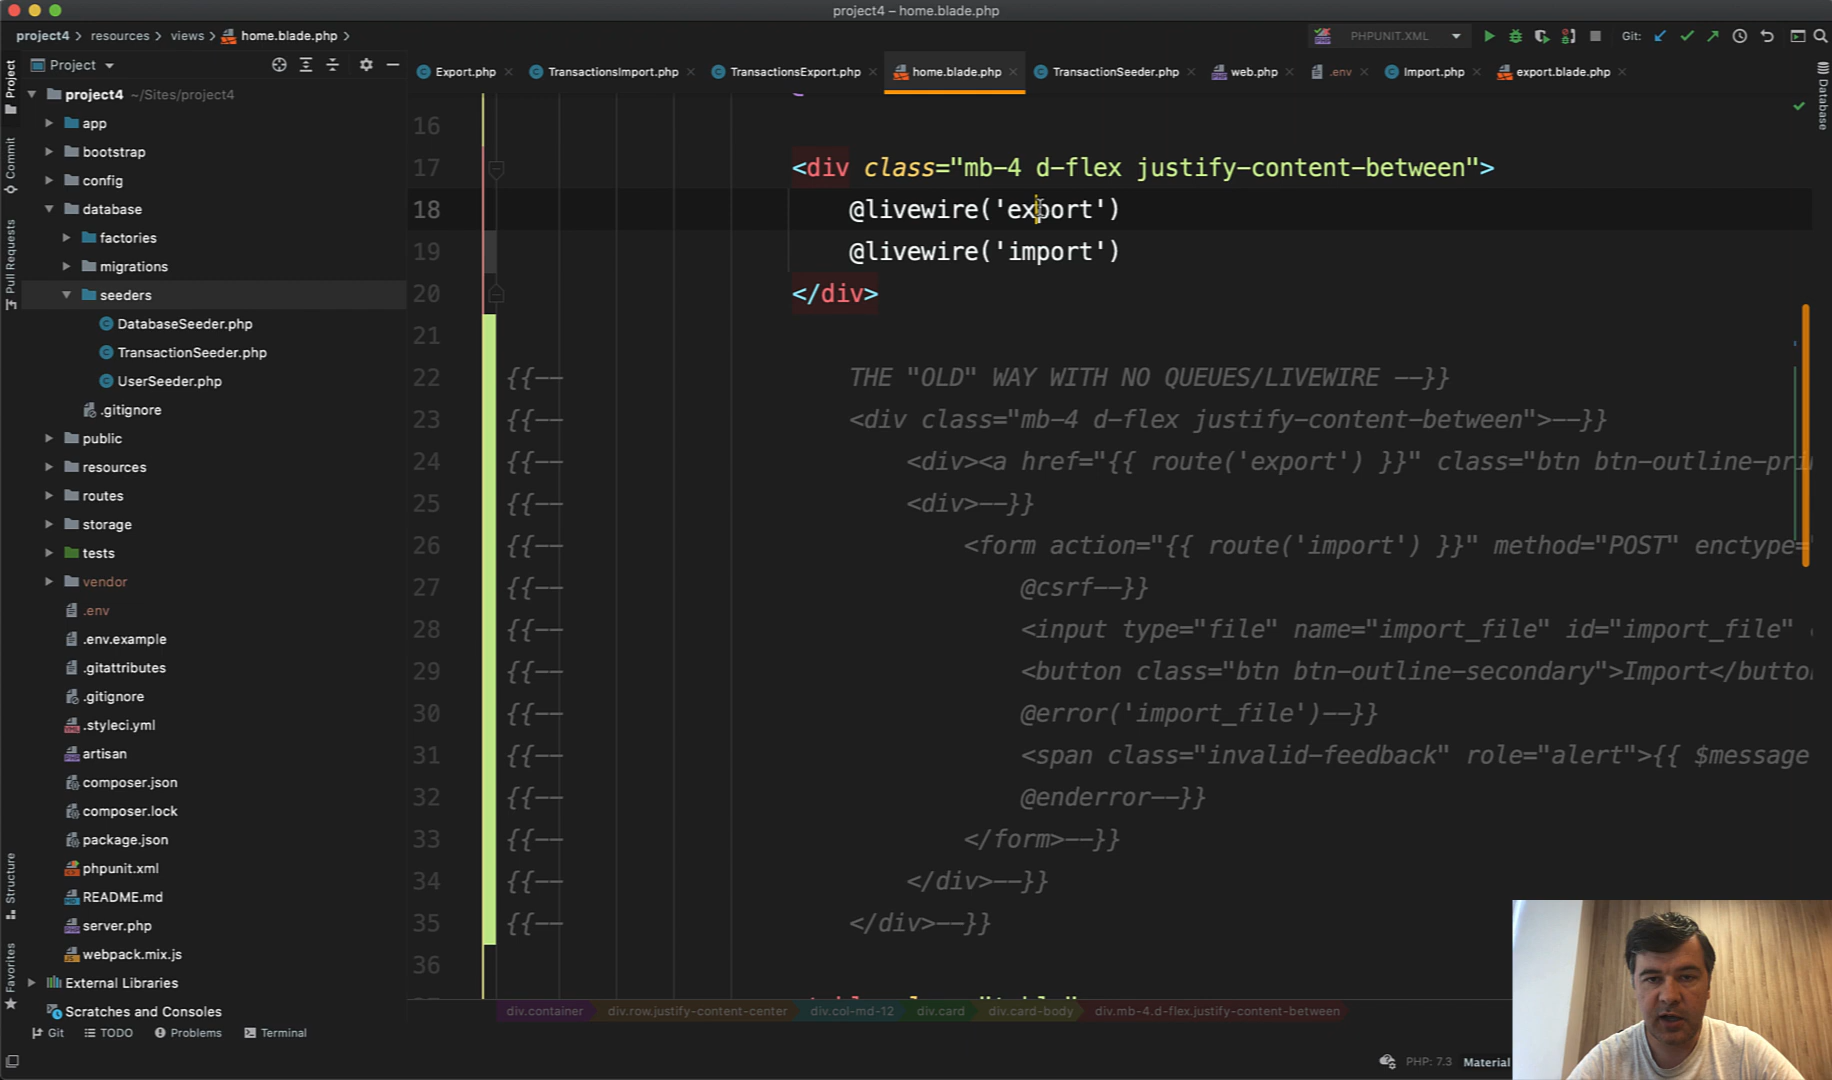 project4 – home.blade.php
project4 resources views home.blade.php
PHPUNIT.XML Git:
Project
Export.php TransactionsImport.php TransactionsExport.php home.blade.php TransactionSeeder.php web.php .env Import.php export.blade.php
project4 ~/Sites/project4
app
bootstrap
config
database
factories
migrations
seeders
DatabaseSeeder.php
TransactionSeeder.php
UserSeeder.php
.gitignore
public
resources
routes
storage
tests
vendor
.env
.env.example
.gitattributes
.gitignore
.styleci.yml
artisan
composer.json
composer.lock
package.json
phpunit.xml
README.md
server.php
webpack.mix.js
External Libraries
Scratches and Consoles
Project
Commit
Pull Requests
Structure
Favorites
Database
16
17 <div class="mb-4 d-flex justify-content-between">
18 @livewire('export')
19 @livewire('import')
20 </div>
21
22 {{-- THE "OLD" WAY WITH NO QUEUES/LIVEWIRE --}}
23 {{-- <div class="mb-4 d-flex justify-content-between">--}}
24 {{-- <div><a href="{{ route('export') }}" class="btn btn-outline-pri
25 {{-- <div>--}}
26 {{-- <form action="{{ route('import') }}" method="POST" enctype="
27 {{-- @csrf--}}
28 {{-- <input type="file" name="import_file" id="import_file"
29 {{-- <button class="btn btn-outline-secondary">Import</butto
30 {{-- @error('import_file')--}}
31 {{-- <span class="invalid-feedback" role="alert">{{ $message
32 {{-- @enderror--}}
33 {{-- </form>--}}
34 {{-- </div>--}}
35 {{-- </div>--}}
36
div.container div.row.justify-content-center div.col-md-12 div.card div.card-body div.mb-4.d-flex.justify-content-between
Git TODO Problems Terminal
PHP: 7.3 Material